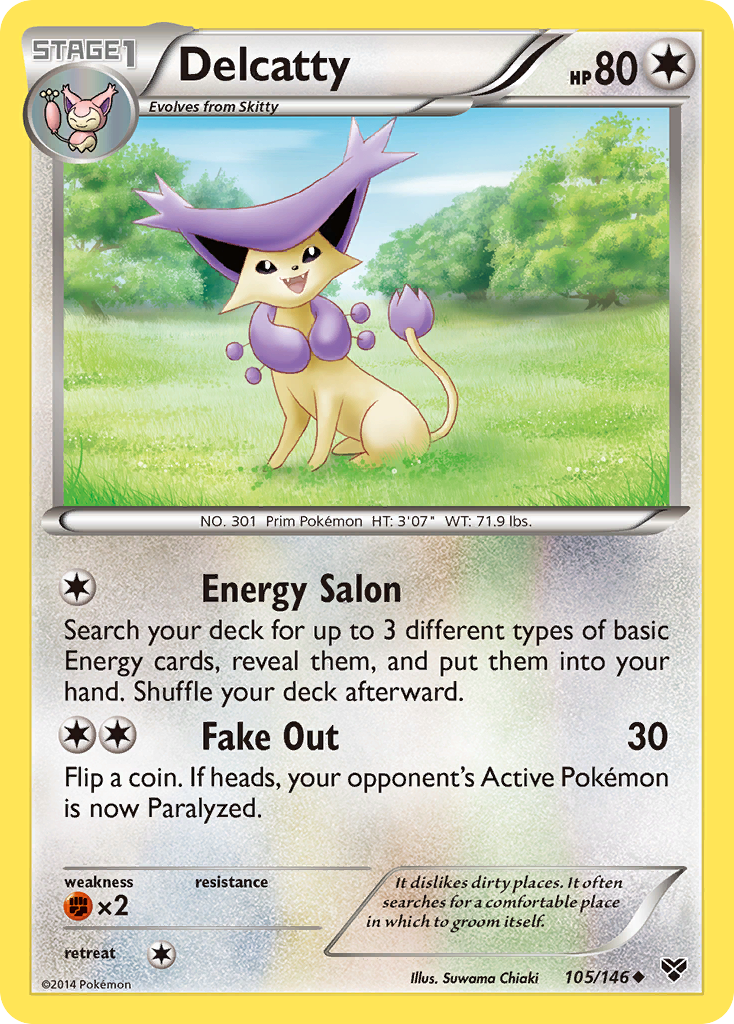 STAGE1
Delcatty
HP80
Evolves from Skitty
NO. 301 Prim Pokémon HT: 3'07" WT: 71.9 lbs.
Energy Salon
Search your deck for up to 3 different types of basic
Energy cards, reveal them, and put them into your
hand. Shuffle your deck afterward.
Fake Out 30
Flip a coin. If heads, your opponent's Active Pokémon
is now Paralyzed.
weakness resistance
×2
It dislikes dirty places. It often
searches for a comfortable place
in which to groom itself.
retreat
©2014 Pokémon
Illus. Suwama Chiaki 105/146